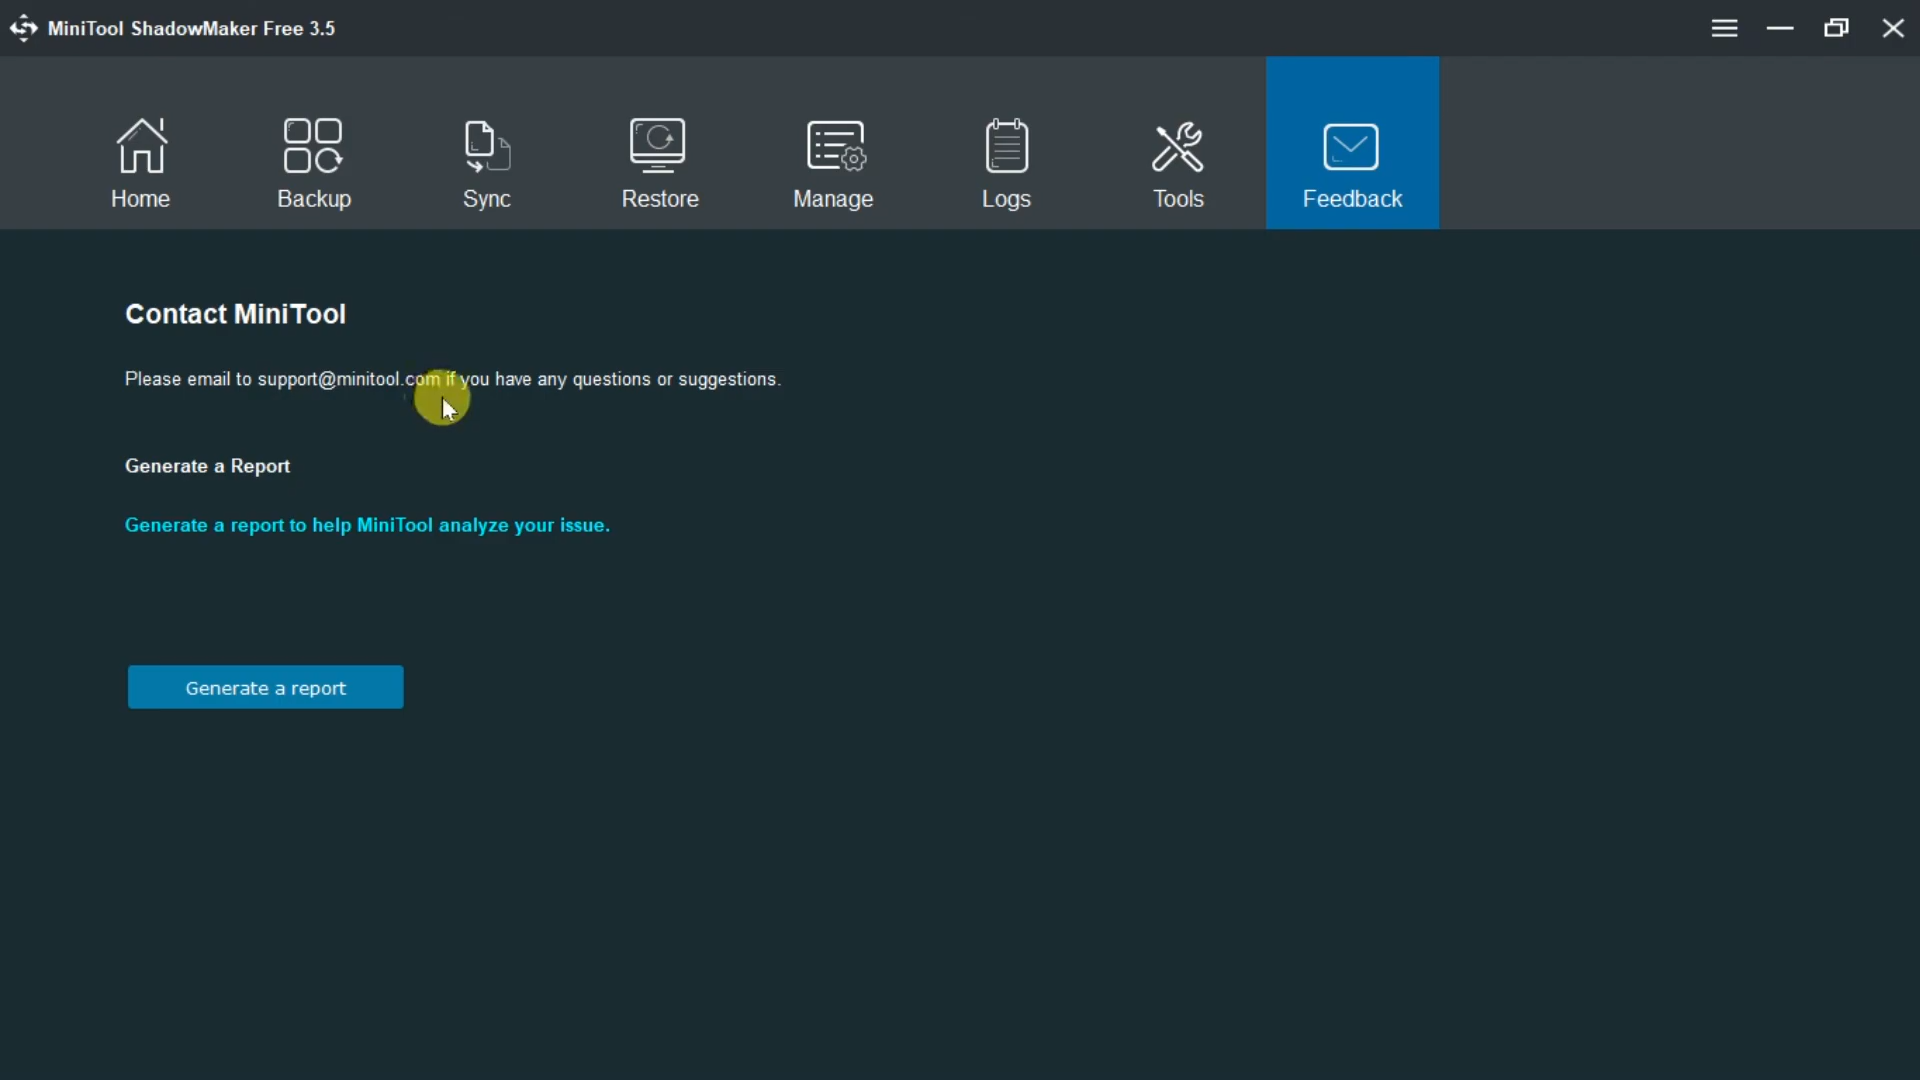 MiniTool ShadowMaker Free 3.5
Home Backup Sync Restore Manage Logs Tools Feedback
Contact MiniTool
Please email to support@minitool.com if you have any questions or suggestions.
Generate a Report
Generate a report to help MiniTool analyze your issue.
Generate a report